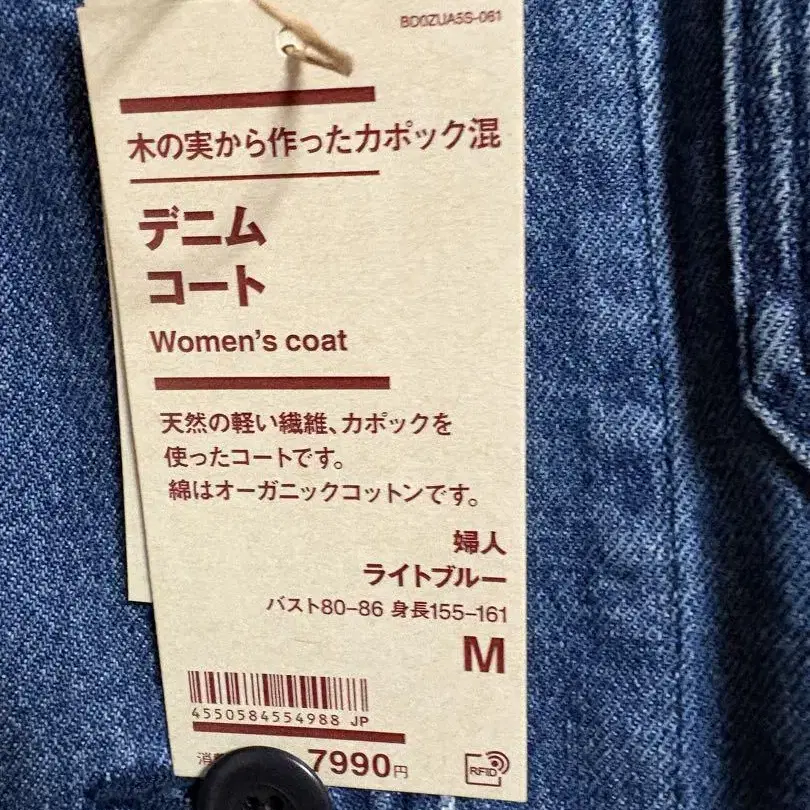 BD0ZUA5S-061
木の実から作ったカポック混
デニム
コート
Women's coat
天然の軽い繊維、カポックを
使ったコートです。
綿はオーガニックコットンです。
婦人
ライトブルー
バスト80-86 身長155-161
M
4550584554988 JP
消 7990円
RFID